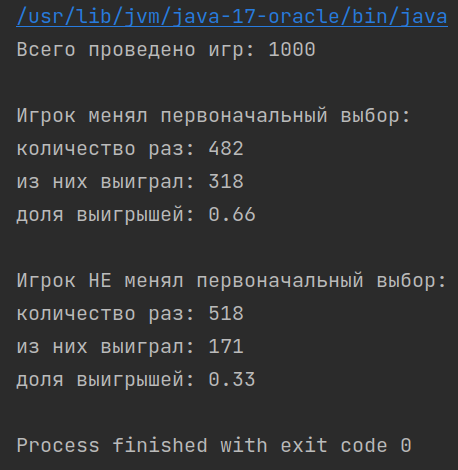 /usr/lib/jvm/java-17-oracle/bin/java
Всего проведено игр: 1000
Игрок менял первоначальный выбор:
количество раз: 482
из них выиграл: 318
доля выигрышей: 0.66
Игрок НЕ менял первоначальный выбор:
количество раз: 518
из них выиграл: 171
доля выигрышей: 0.33
Process finished with exit code 0